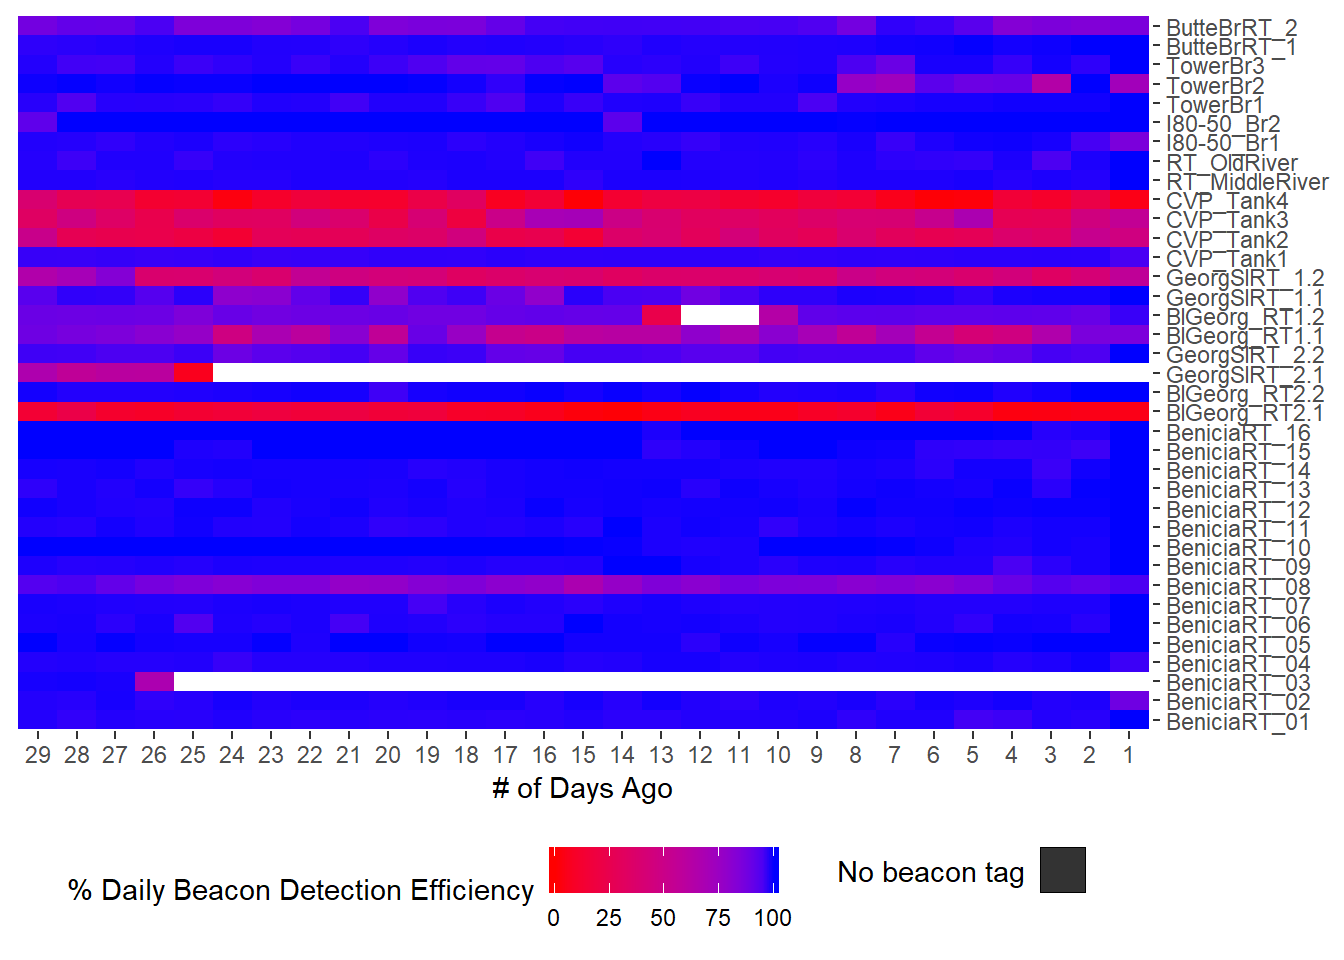 ButteBrRT_2
ButteBrRT_1
TowerBr3
TowerBr2
TowerBr1
I80-50_Br2
I80-50_Br1
RT_OldRiver
RT_MiddleRiver
CVP_Tank4
CVP_Tank3
CVP_Tank2
CVP_Tank1
GeorgSlRT_1.2
GeorgSlRT_1.1
BlGeorg_RT1.2
BlGeorg_RT1.1
GeorgSlRT_2.2
GeorgSlRT_2.1
BlGeorg_RT2.2
BlGeorg_RT2.1
BeniciaRT_16
BeniciaRT_15
BeniciaRT_14
BeniciaRT_13
BeniciaRT_12
BeniciaRT_11
BeniciaRT_10
BeniciaRT_09
BeniciaRT_08
BeniciaRT_07
BeniciaRT_06
BeniciaRT_05
BeniciaRT_04
BeniciaRT_03
BeniciaRT_02
BeniciaRT_01
29 28 27 26 25 24 23 22 21 20 19 18 17 16 15 14 13 12 11 10 9 8 7 6 5 4 3 2 1
# of Days Ago
% Daily Beacon Detection Efficiency
0 25 50 75 100
No beacon tag